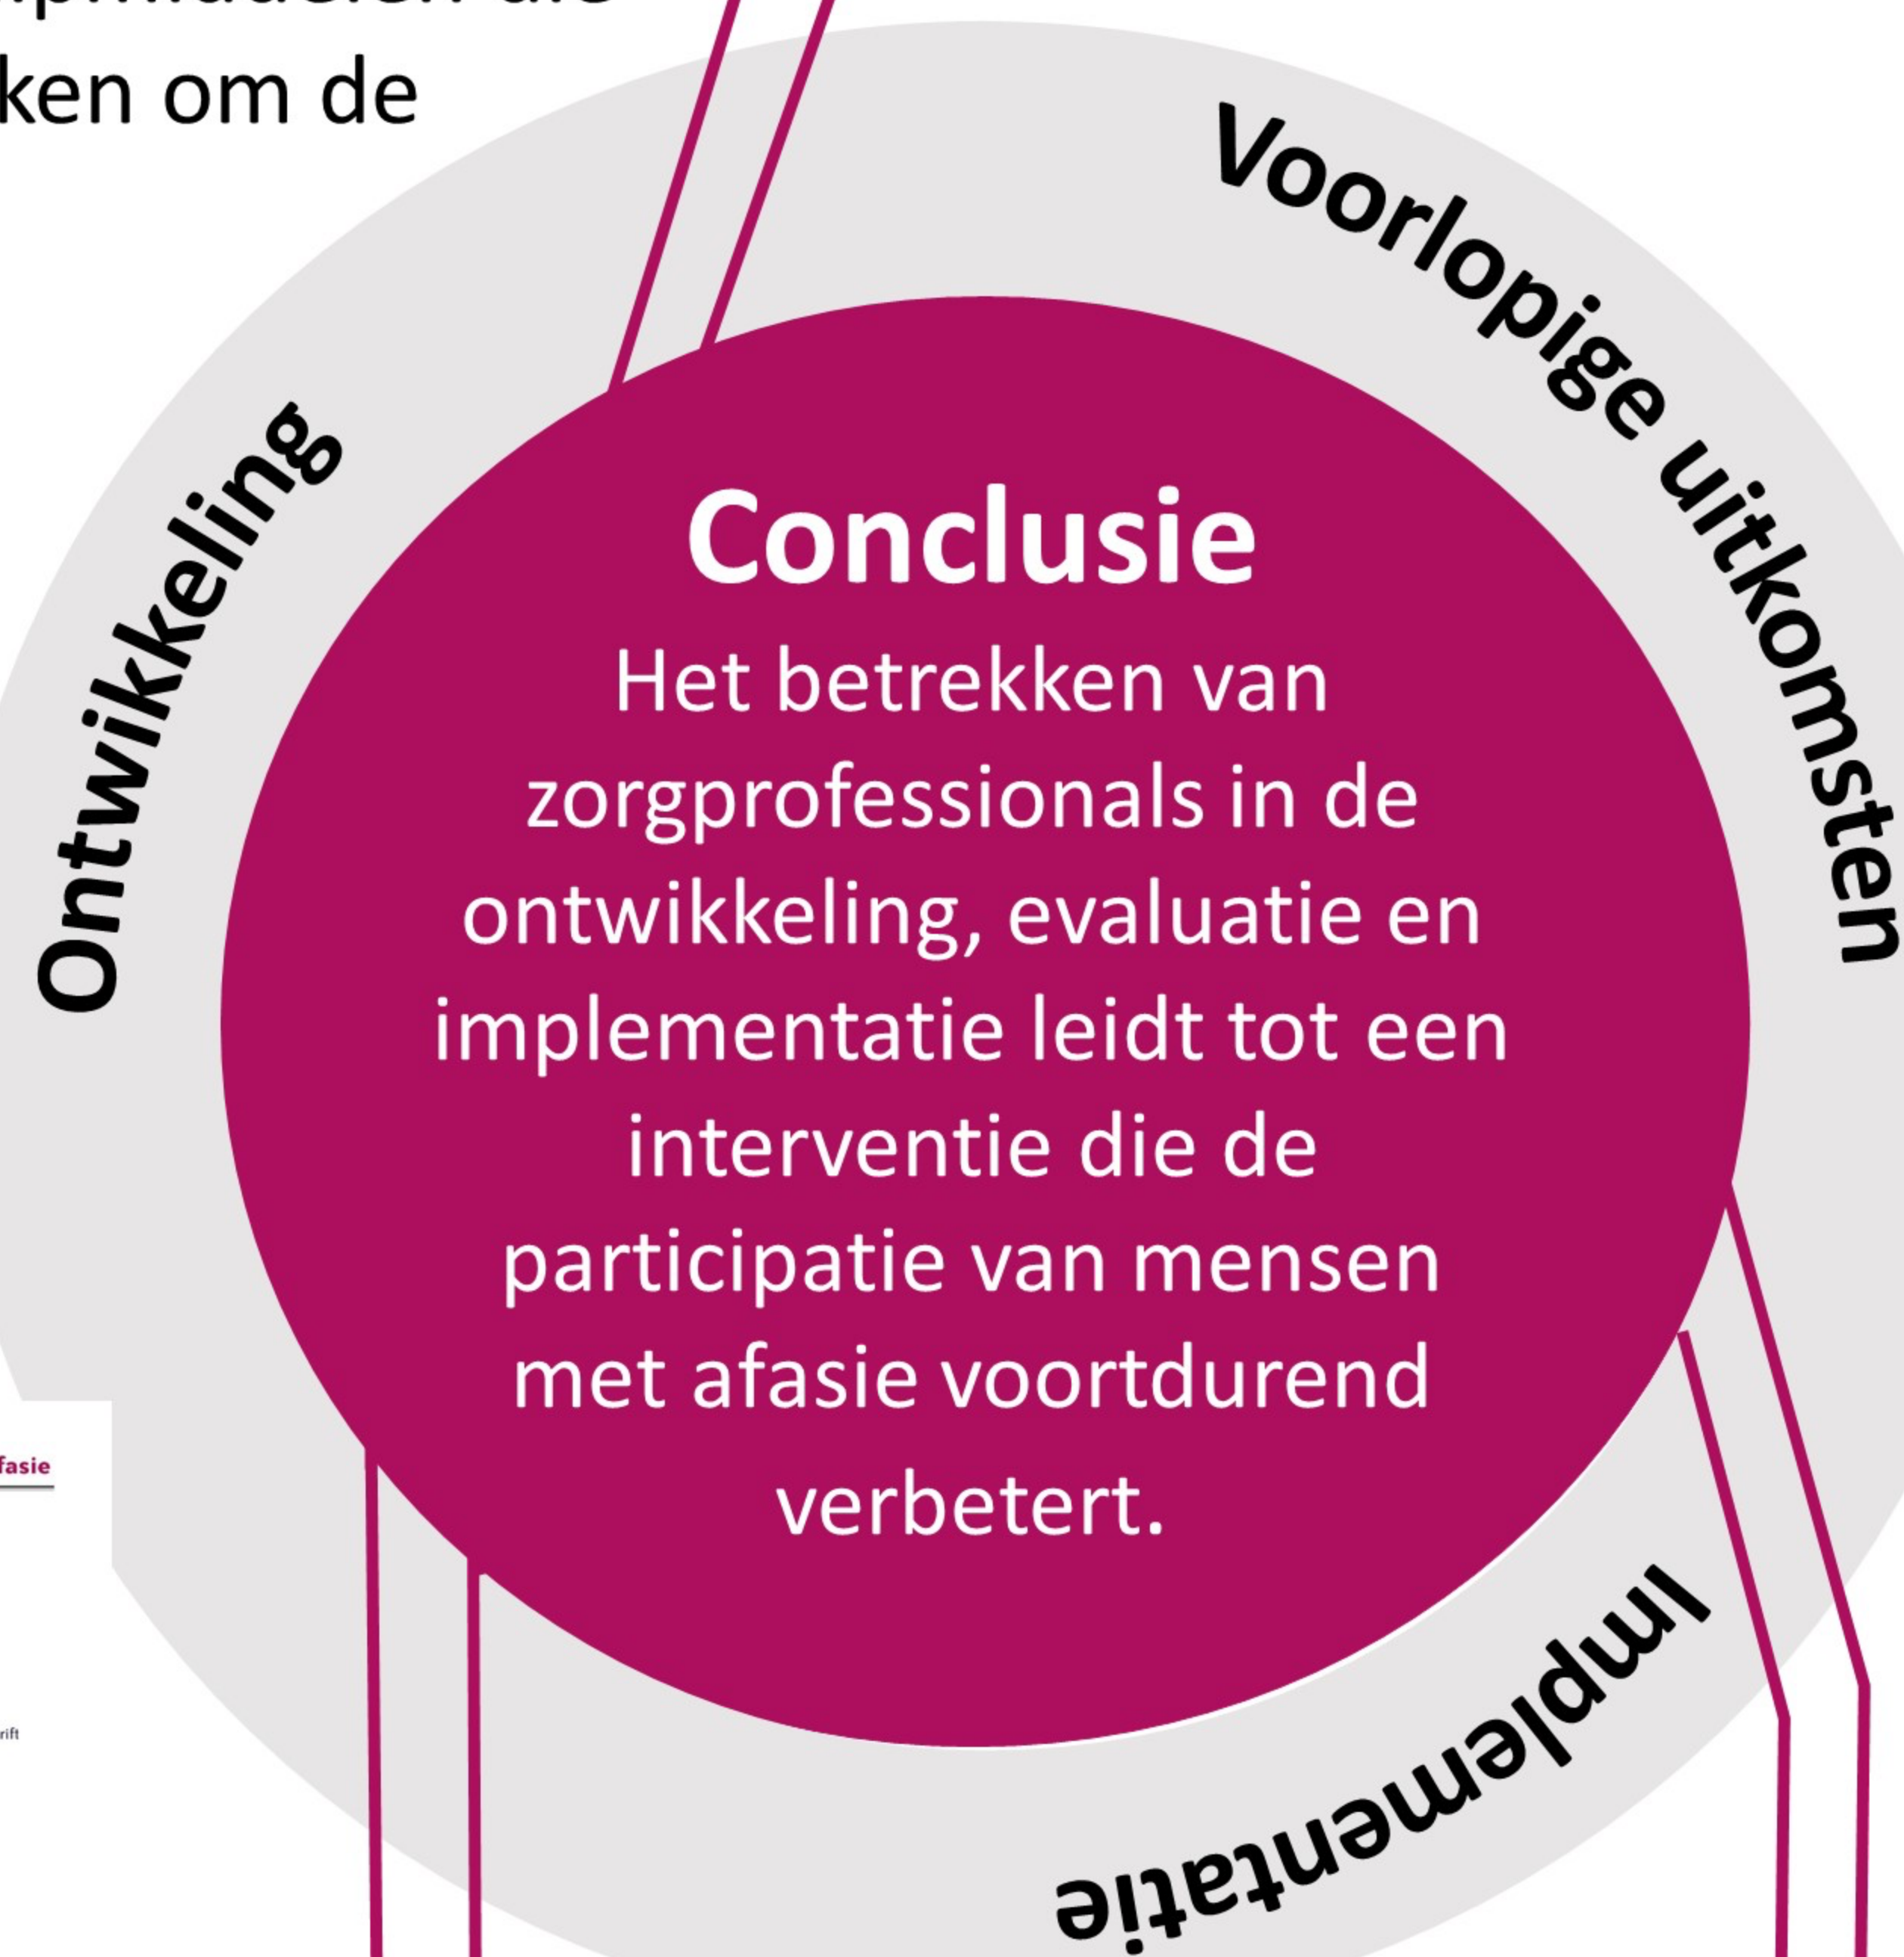 ken om de
Voorlopige uitkomsten
Ontwikkeling
Conclusie
Het betrekken van
zorgprofessionals in de
ontwikkeling, evaluatie en
implementatie leidt tot een
interventie die de
participatie van mensen
met afasie voortdurend
verbetert.
fasie
rift
Implementatie